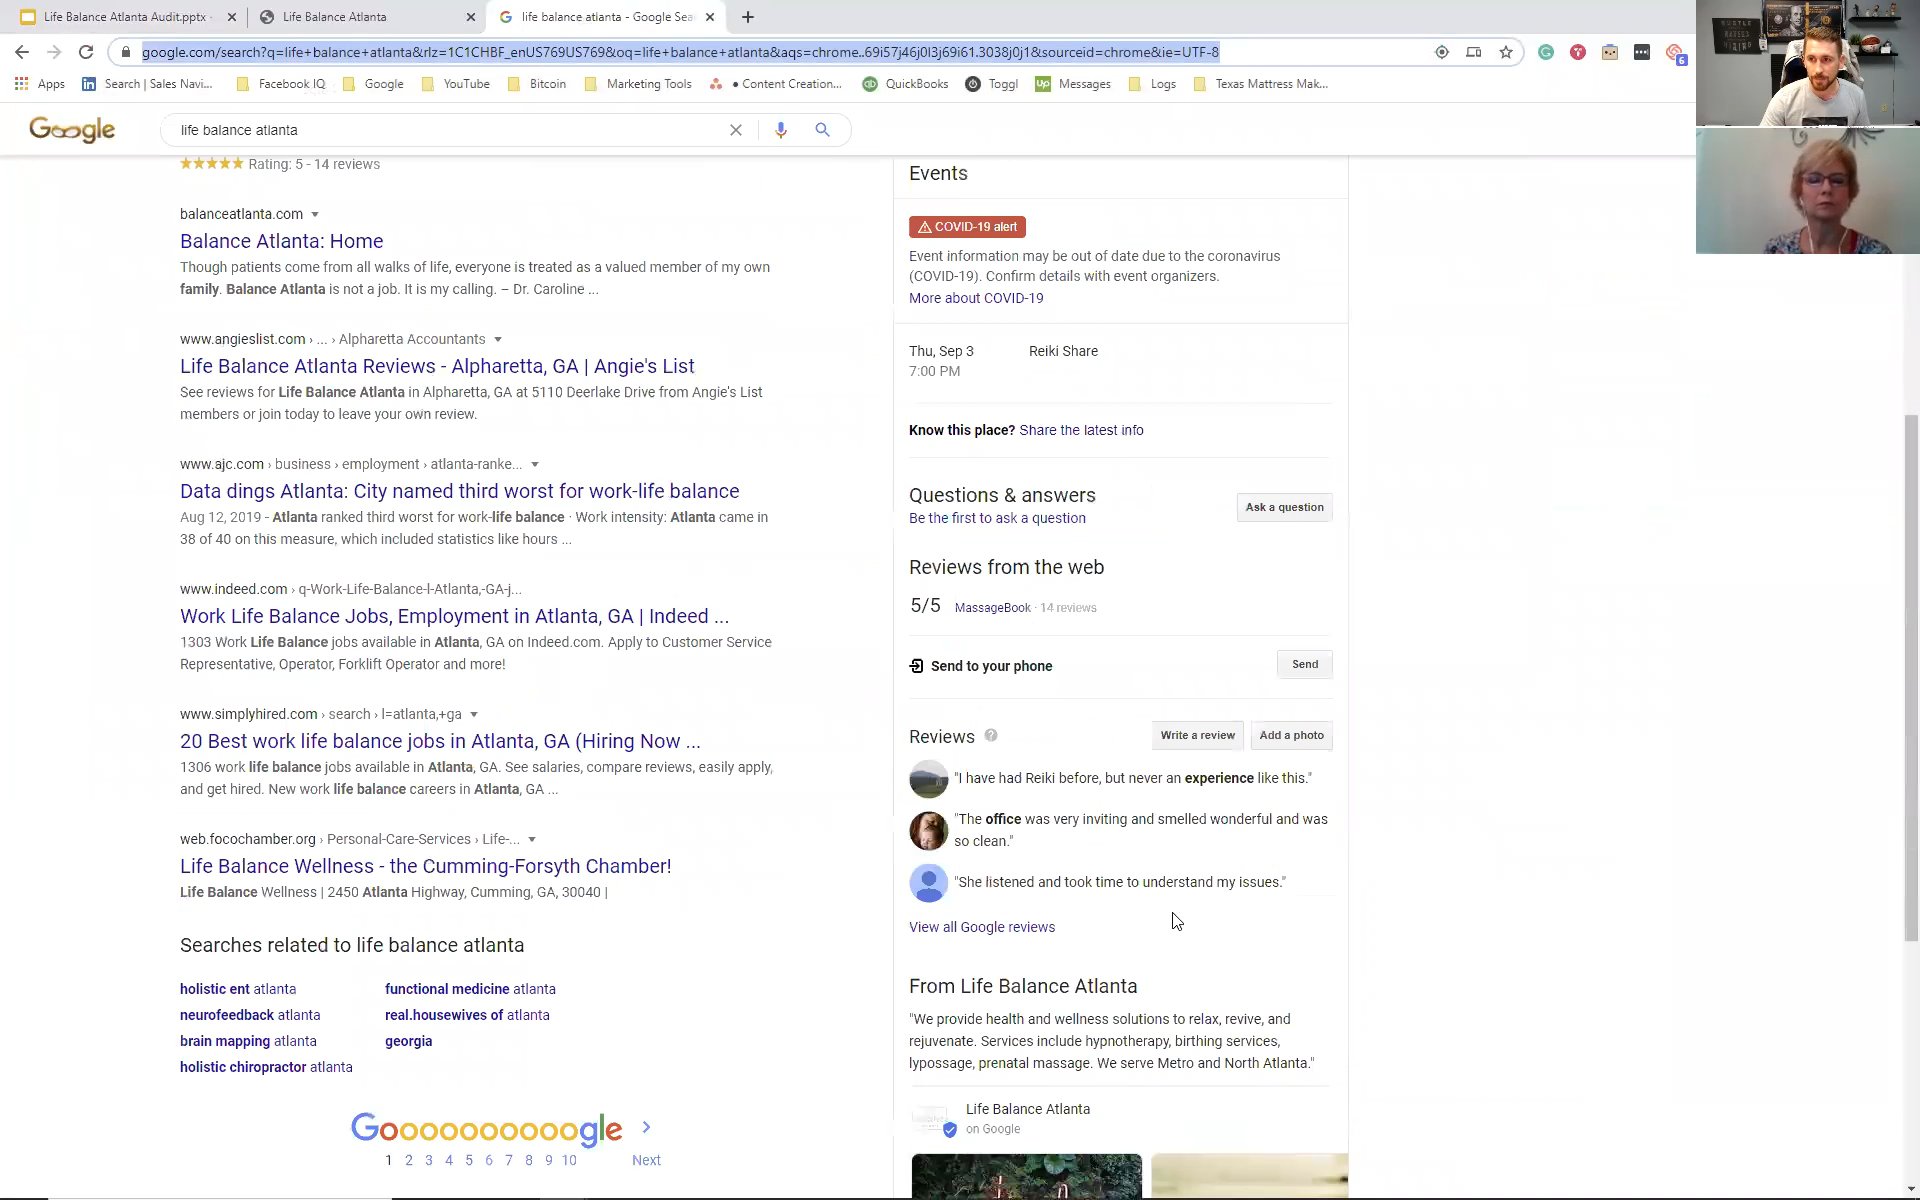 Life Balance Atlanta Audit.pptx
Life Balance Atlanta
life balance atlanta - Google Sea
google.com/search?q=life+balance+atlanta&rlz=1C1CHBF_enUS769US769&oq=life+balance+atlanta&aqs=chrome..69i57j46j0l3j69i61.3038j0j1&sourceid=chrome&ie=UTF-8
6
Apps
Search | Sales Navi...
Facebook IQ
Google
YouTube
Bitcoin
Marketing Tools
• Content Creation...
QuickBooks
Toggl
Up Messages
Logs
Texas Mattress Mak...
Google
life balance atlanta
Rating: 5 - 14 reviews
balanceatlanta.com
Balance Atlanta: Home
Though patients come from all walks of life, everyone is treated as a valued member of my own
family. Balance Atlanta is not a job. It is my calling. – Dr. Caroline ...
www.angieslist.com › ... › Alpharetta Accountants
Life Balance Atlanta Reviews - Alpharetta, GA | Angie's List
See reviews for Life Balance Atlanta in Alpharetta, GA at 5110 Deerlake Drive from Angie's List
members or join today to leave your own review.
www.ajc.com › business › employment › atlanta-ranke...
Data dings Atlanta: City named third worst for work-life balance
Aug 12, 2019 - Atlanta ranked third worst for work-life balance · Work intensity: Atlanta came in
38 of 40 on this measure, which included statistics like hours ...
www.indeed.com › q-Work-Life-Balance-l-Atlanta,-GA-j...
Work Life Balance Jobs, Employment in Atlanta, GA | Indeed ...
1303 Work Life Balance jobs available in Atlanta, GA on Indeed.com. Apply to Customer Service
Representative, Operator, Forklift Operator and more!
www.simplyhired.com › search › l=atlanta,+ga
20 Best work life balance jobs in Atlanta, GA (Hiring Now ...
1306 work life balance jobs available in Atlanta, GA. See salaries, compare reviews, easily apply,
and get hired. New work life balance careers in Atlanta, GA ...
web.focochamber.org › Personal-Care-Services › Life-...
Life Balance Wellness - the Cumming-Forsyth Chamber!
Life Balance Wellness | 2450 Atlanta Highway, Cumming, GA, 30040 |
Searches related to life balance atlanta
holistic ent atlanta
neurofeedback atlanta
brain mapping atlanta
holistic chiropractor atlanta
functional medicine atlanta
real.housewives of atlanta
georgia
Goooooooooogle
1 2 3 4 5 6 7 8 9 10 Next
Events
COVID-19 alert
Event information may be out of date due to the coronavirus
(COVID-19). Confirm details with event organizers.
More about COVID-19
Thu, Sep 3 Reiki Share
7:00 PM
Know this place? Share the latest info
Questions & answers
Be the first to ask a question
Ask a question
Reviews from the web
5/5 MassageBook · 14 reviews
Send to your phone
Send
Reviews
Write a review
Add a photo
"I have had Reiki before, but never an experience like this."
"The office was very inviting and smelled wonderful and was
so clean."
"She listened and took time to understand my issues."
View all Google reviews
From Life Balance Atlanta
"We provide health and wellness solutions to relax, revive, and
rejuvenate. Services include hypnotherapy, birthing services,
lypossage, prenatal massage. We serve Metro and North Atlanta."
Life Balance Atlanta
on Google